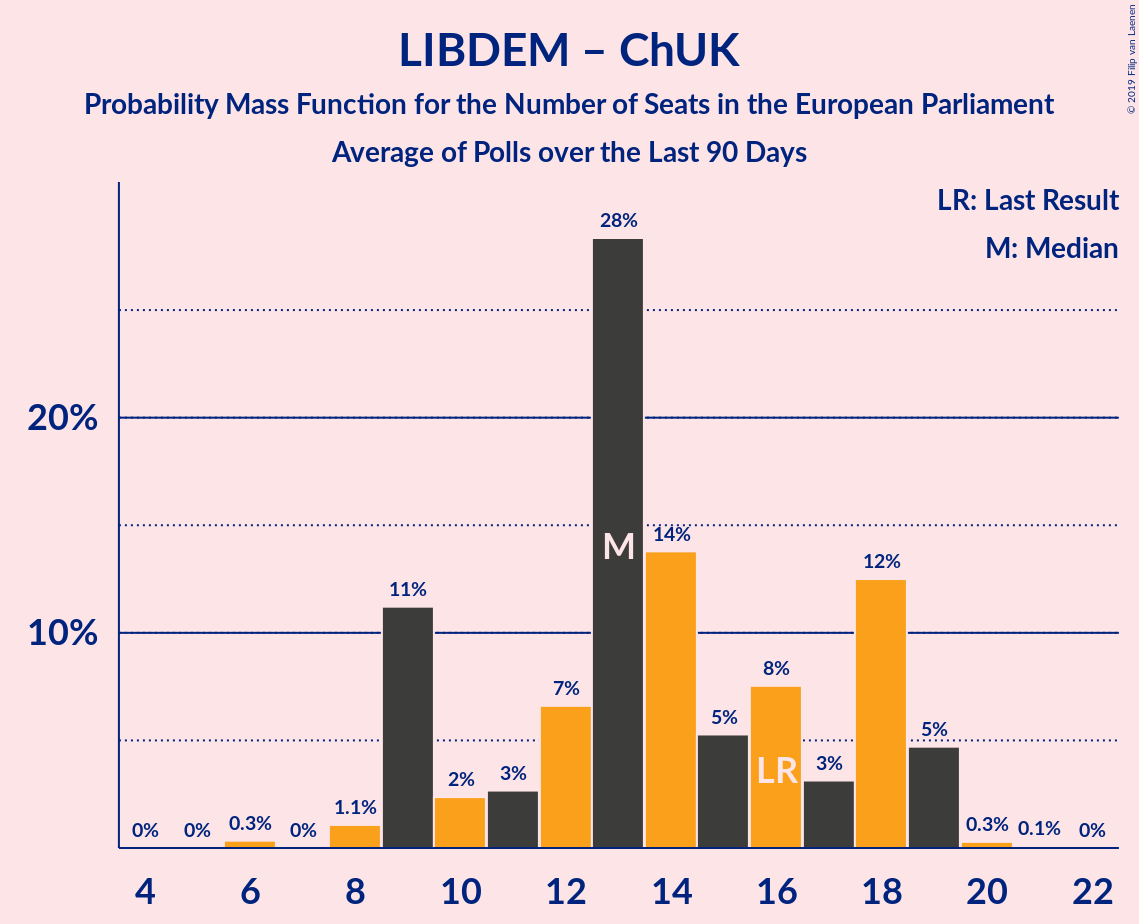 LIBDEM – ChUK
Probability Mass Function for the Number of Seats in the European Parliament
Average of Polls over the Last 90 Days
© 2019 Filip van Laenen
LR: Last Result
M: Median
28%
20%
M
14%
12%
11%
10%
8%
7%
5%
5%
LR
3%
2%
3%
1.1%
0% 0% 0.3% 0%
0.3% 0.1% 0%
4 6 8 10 12 14 16 18 20 22